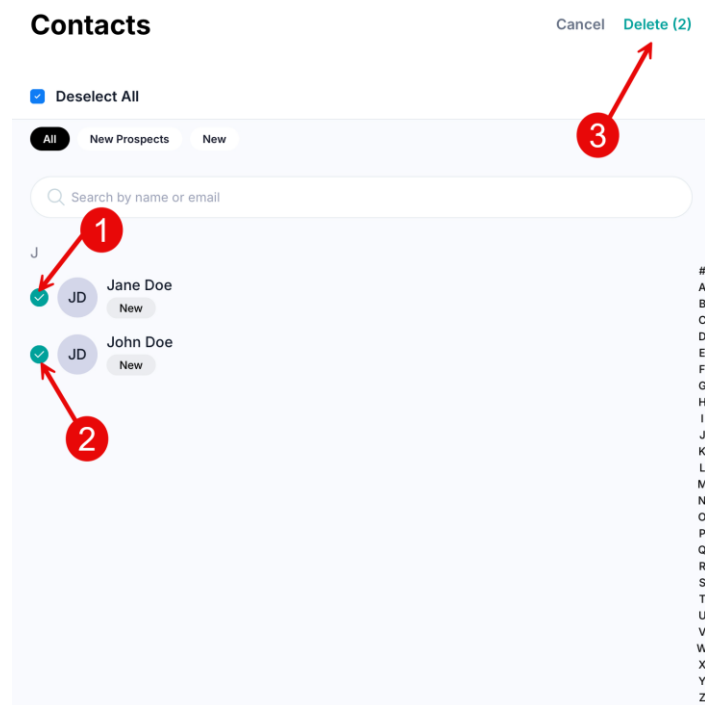 Contacts
Cancel Delete (2)
Deselect All
3
All New Prospects New
Search by name or email
1
J
JD Jane Doe
New
JD John Doe
New
2
#
A
B
C
D
E
F
G
H
I
J
K
L
M
N
O
P
Q
R
S
T
U
V
W
X
Y
Z